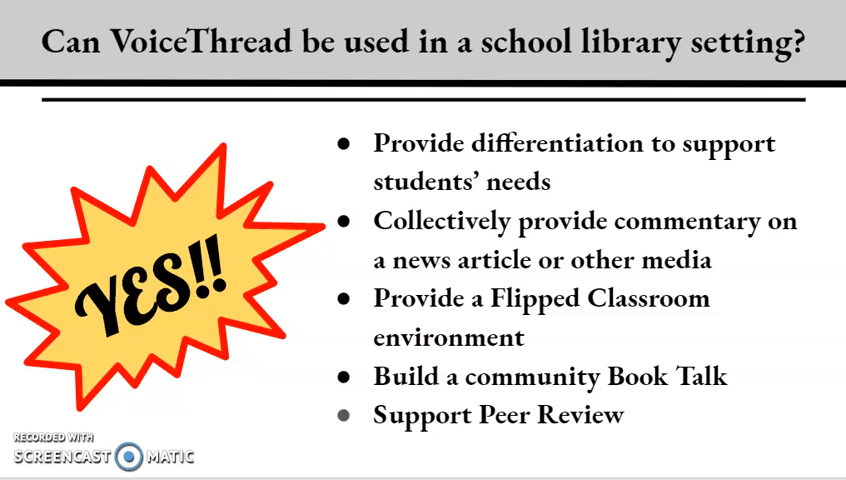 Can VoiceThread be used in a school library setting?
YES!!
● Provide differentiation to support
students’ needs
● Collectively provide commentary on
a news article or other media
● Provide a Flipped Classroom
environment
● Build a community Book Talk
● Support Peer Review
RECORDED WITH
SCREENCAST MATIC